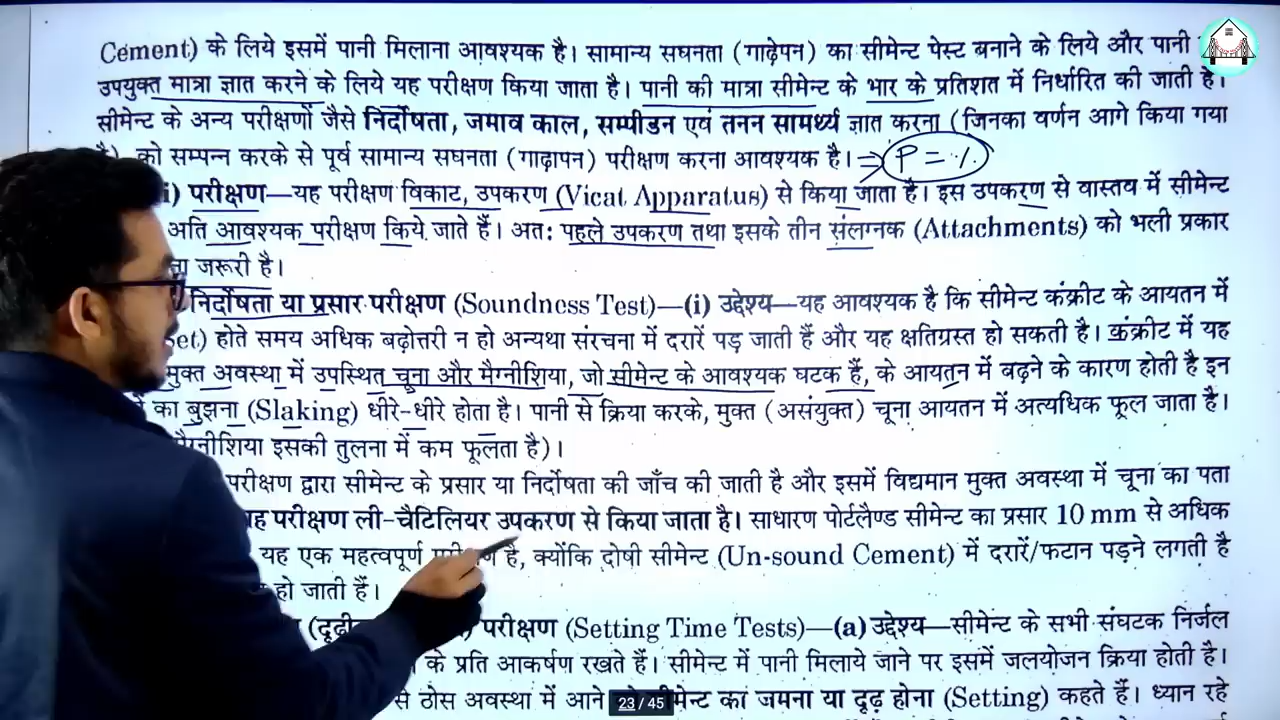 Cement) के लिये इसमें पानी मिलाना आवश्यक है। सामान्य सघनता (गाढ़ेपन) का सीमेन्ट पेस्ट बनाने के लिये और पानी
उपयुक्त मात्रा ज्ञात करने के लिये यह परीक्षण किया जाता है। पानी की मात्रा सीमेन्ट के भार के प्रतिशत में निर्धारित की जाती है।
सीमेन्ट के अन्य परीक्षणों जैसे निर्दोषता, जमाव काल, सम्पीडन एवं तनन सामर्थ्य ज्ञात करना (जिनका वर्णन आगे किया गया
को सम्पन्न करके से पूर्व सामान्य सघनता (गाढ़ापन) परीक्षण करना आवश्यक है। ⇒ P = %
i) परीक्षण—यह परीक्षण विकाट, उपकरण (Vicat Apparatus) से किया जाता है। इस उपकरण से वास्तव में सीमेन्ट
अति आवश्यक परीक्षण किये जाते हैं। अत: पहले उपकरण तथा इसके तीन संलग्नक (Attachments) को भली प्रकार
जरूरी है।
निर्दोषता या प्रसार परीक्षण (Soundness Test)—(i) उद्देश्य—यह आवश्यक है कि सीमेन्ट कंक्रीट के आयतन में
होते समय अधिक बढ़ोत्तरी न हो अन्यथा संरचना में दरारें पड़ जाती हैं और यह क्षतिग्रस्त हो सकती है। कंक्रीट में यह
मुक्त अवस्था में उपस्थित चूना और मैग्नीशिया, जो सीमेन्ट के आवश्यक घटक हैं, के आयतन में बढ़ने के कारण होती है इन
का बुझना (Slaking) धीरे-धीरे होता है। पानी से क्रिया करके, मुक्त (असंयुक्त) चूना आयतन में अत्यधिक फूल जाता है।
मैग्नीशिया इसकी तुलना में कम फूलता है)।
परीक्षण द्वारा सीमेन्ट के प्रसार या निर्दोषता की जाँच की जाती है और इसमें विद्यमान मुक्त अवस्था में चूना का पता
परीक्षण ली-चैटिलियर उपकरण से किया जाता है। साधारण पोर्टलैण्ड सीमेन्ट का प्रसार 10 mm से अधिक
यह एक महत्वपूर्ण है, क्योंकि दोषी सीमेन्ट (Un-sound Cement) में दरारें/फटान पड़ने लगती है
हो जाती हैं।
परीक्षण (Setting Time Tests)—(a) उद्देश्य—सीमेन्ट के सभी संघटक निर्जल
के प्रति आकर्षण रखते हैं। सीमेन्ट में पानी मिलाये जाने पर इसमें जलयोजन क्रिया होती है।
से ठोस अवस्था में आने सीमेन्ट का जमना या दृढ़ होना (Setting) कहते हैं। ध्यान रहे
23 / 45